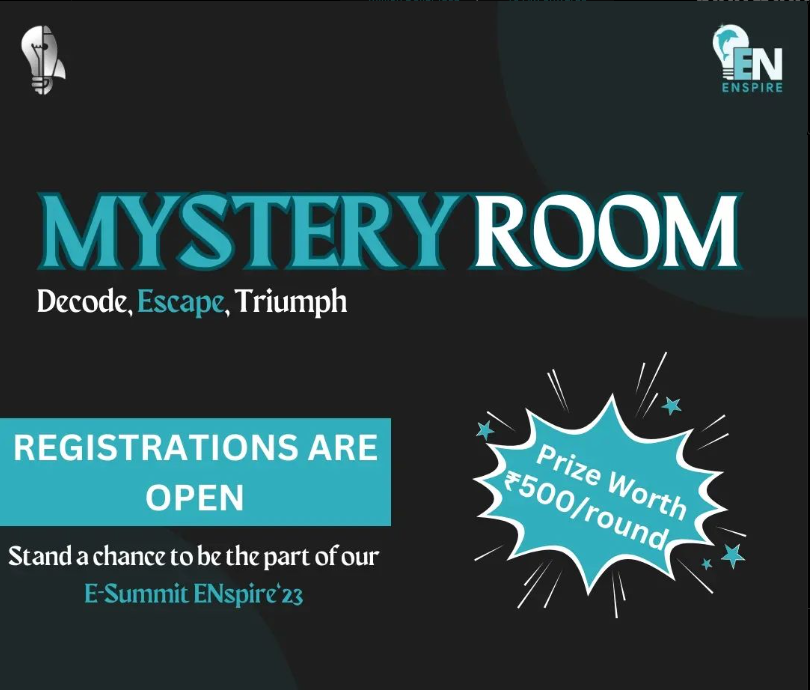 EN
ENSPIRE
MYSTERY ROOM
Decode, Escape, Triumph
REGISTRATIONS ARE
OPEN
Prize Worth
₹500/round
Stand a chance to be the part of our
E-Summit ENspire'23